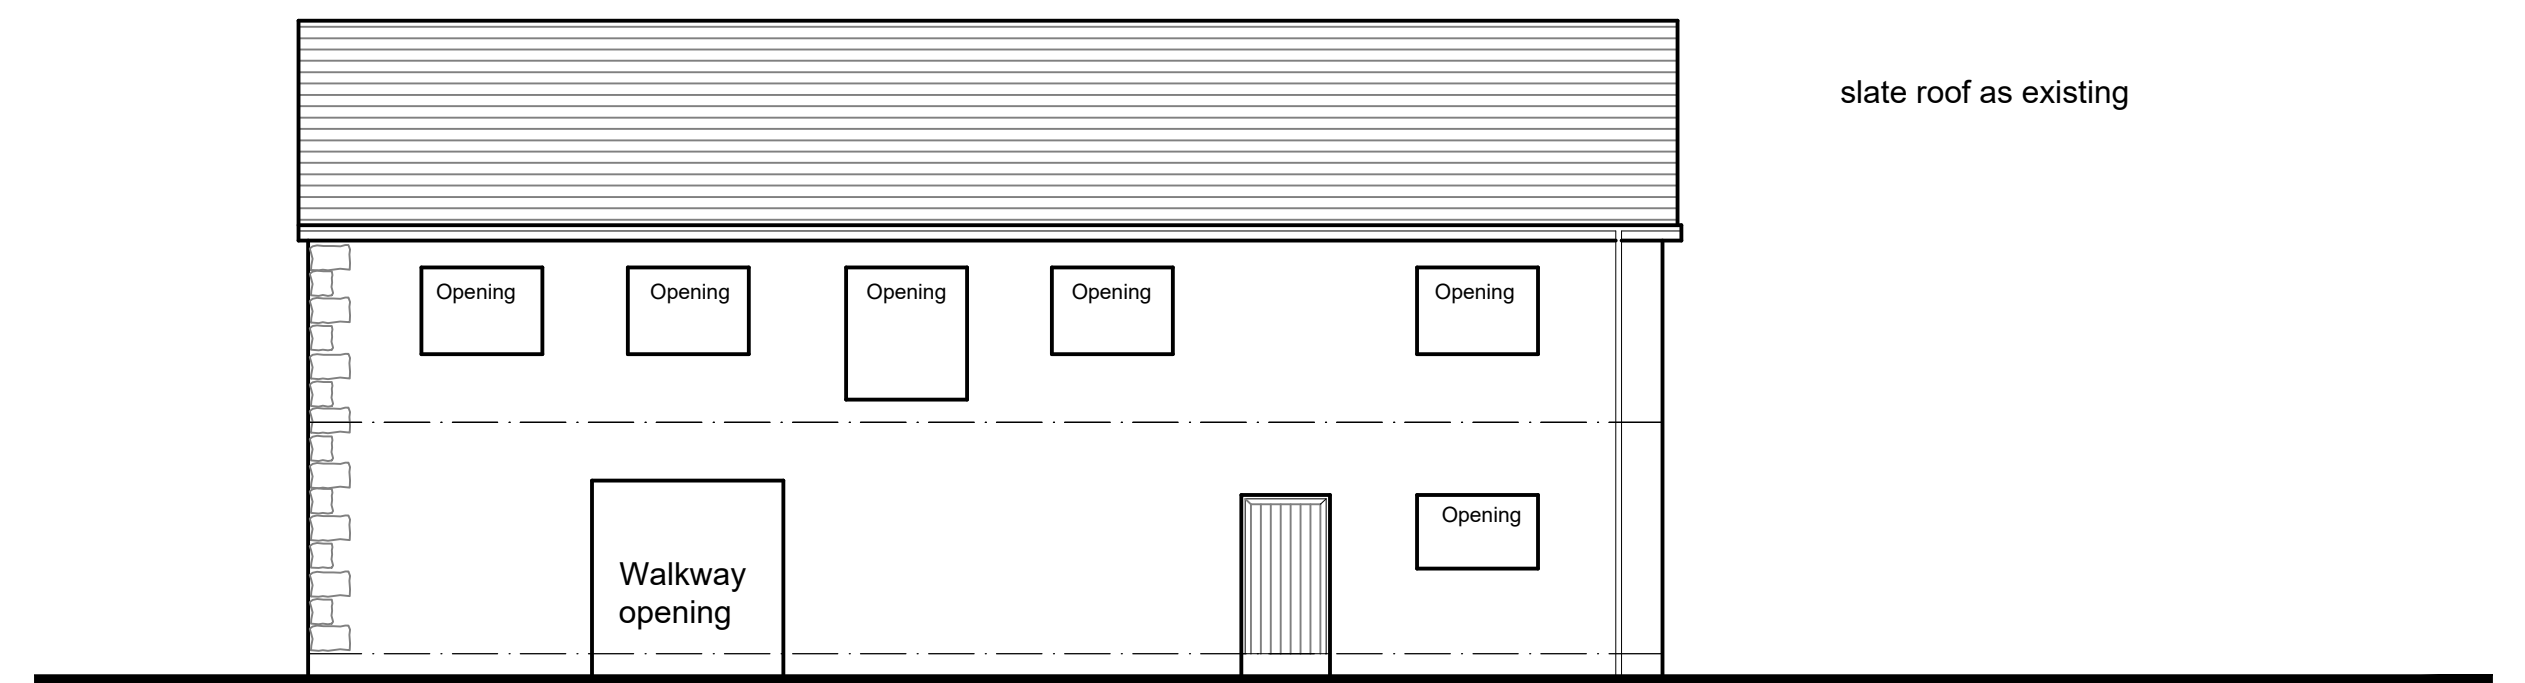 slate roof as existing
Opening
Opening
Opening
Opening
Opening
Opening
Walkway
opening